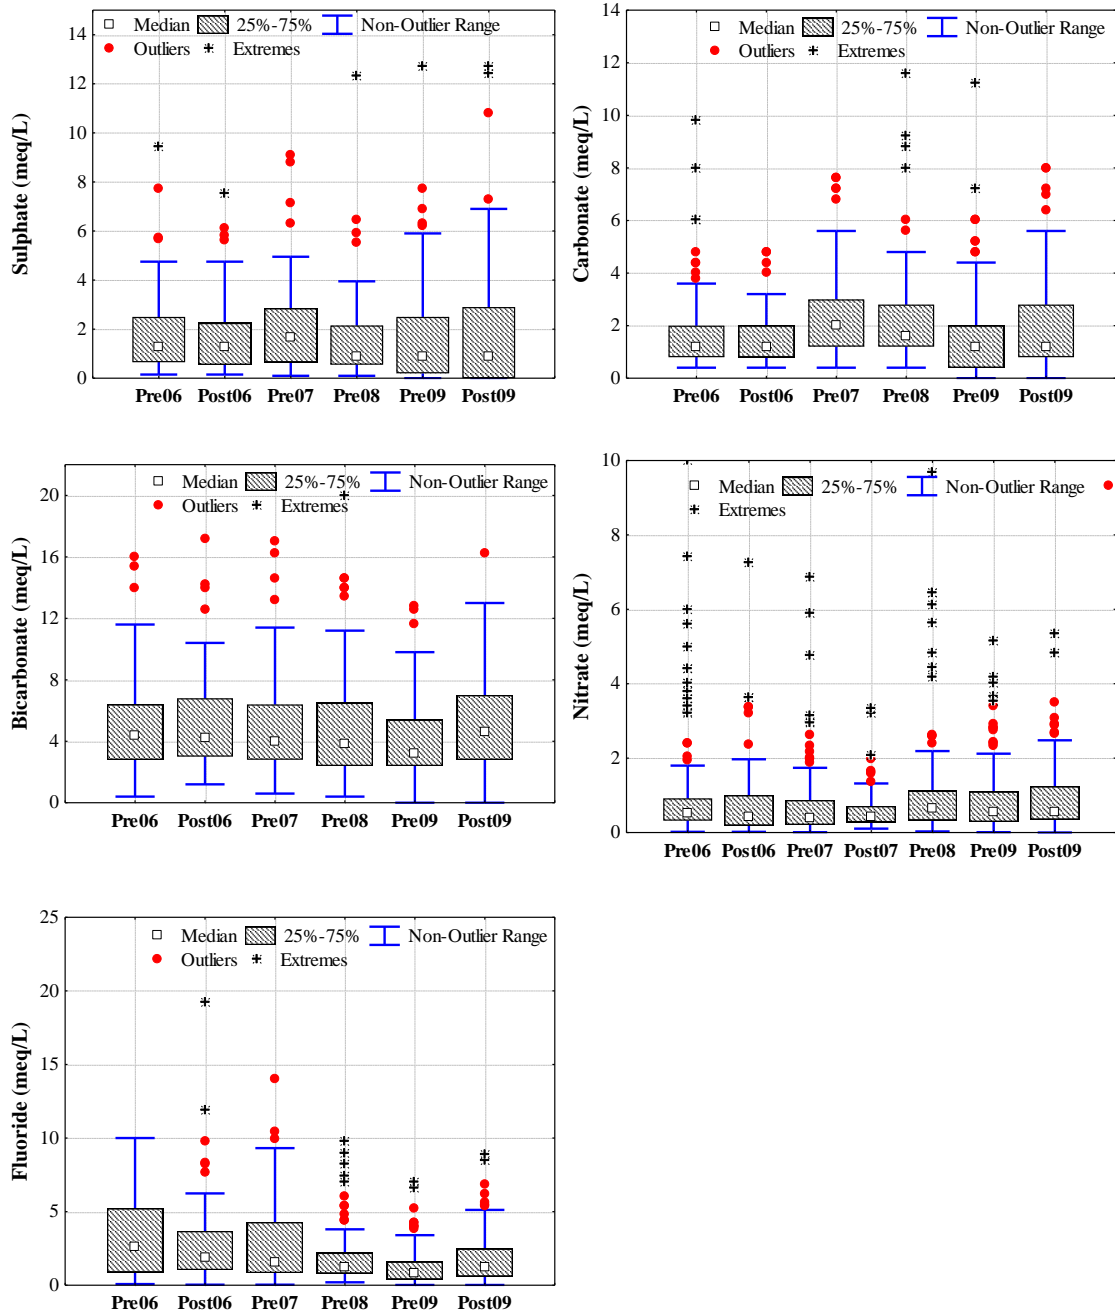 Median 25%-75% Non-Outlier Range
Outliers Extremes
Sulphate (meq/L)
14
12
10
8
6
4
2
0
Pre06 Post06 Pre07 Pre08 Pre09 Post09
Median 25%-75% Non-Outlier Range
Outliers Extremes
Carbonate (meq/L)
14
12
10
8
6
4
2
0
Pre06 Post06 Pre07 Pre08 Pre09 Post09
Median 25%-75% Non-Outlier Range
Outliers Extremes
Bicarbonate (meq/L)
20
16
12
8
4
0
Pre06 Post06 Pre07 Pre08 Pre09 Post09
Median 25%-75% Non-Outlier Range
Extremes
Nitrate (meq/L)
10
8
6
4
2
0
Pre06 Post06 Pre07 Post07 Pre08 Pre09 Post09
Median 25%-75% Non-Outlier Range
Outliers Extremes
Fluoride (meq/L)
25
20
15
10
5
0
Pre06 Post06 Pre07 Pre08 Pre09 Post09